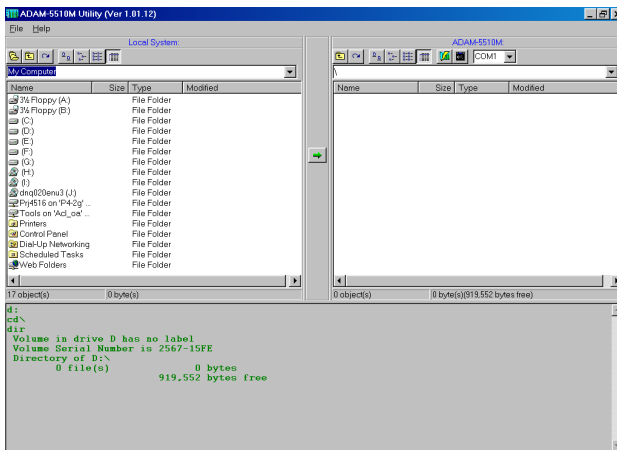 ADAM-5510M Utility (Ver 1.01.12)
File Help
Local System:
My Computer
Name Size Type Modified
3½ Floppy (A:) File Folder
3½ Floppy (B:) File Folder
(C:) File Folder
(D:) File Folder
(E:) File Folder
(F:) File Folder
(G:) File Folder
(H:) File Folder
(I:) File Folder
dnq020enu3 (J:) File Folder
Prj4516 on 'P4-2g' ... File Folder
Tools on 'Acl_oa' ... File Folder
Printers File Folder
Control Panel File Folder
Dial-Up Networking File Folder
Scheduled Tasks File Folder
Web Folders File Folder
17 object(s) 0 byte(s)
ADAM-5510M:
COM1
\
Name Size Type Modified
0 object(s) 0 byte(s)(919,552 bytes free)
d:
cd\
dir
Volume in drive D has no label
Volume Serial Number is 2567-15FE
Directory of D:\
0 file(s) 0 bytes
919,552 bytes free